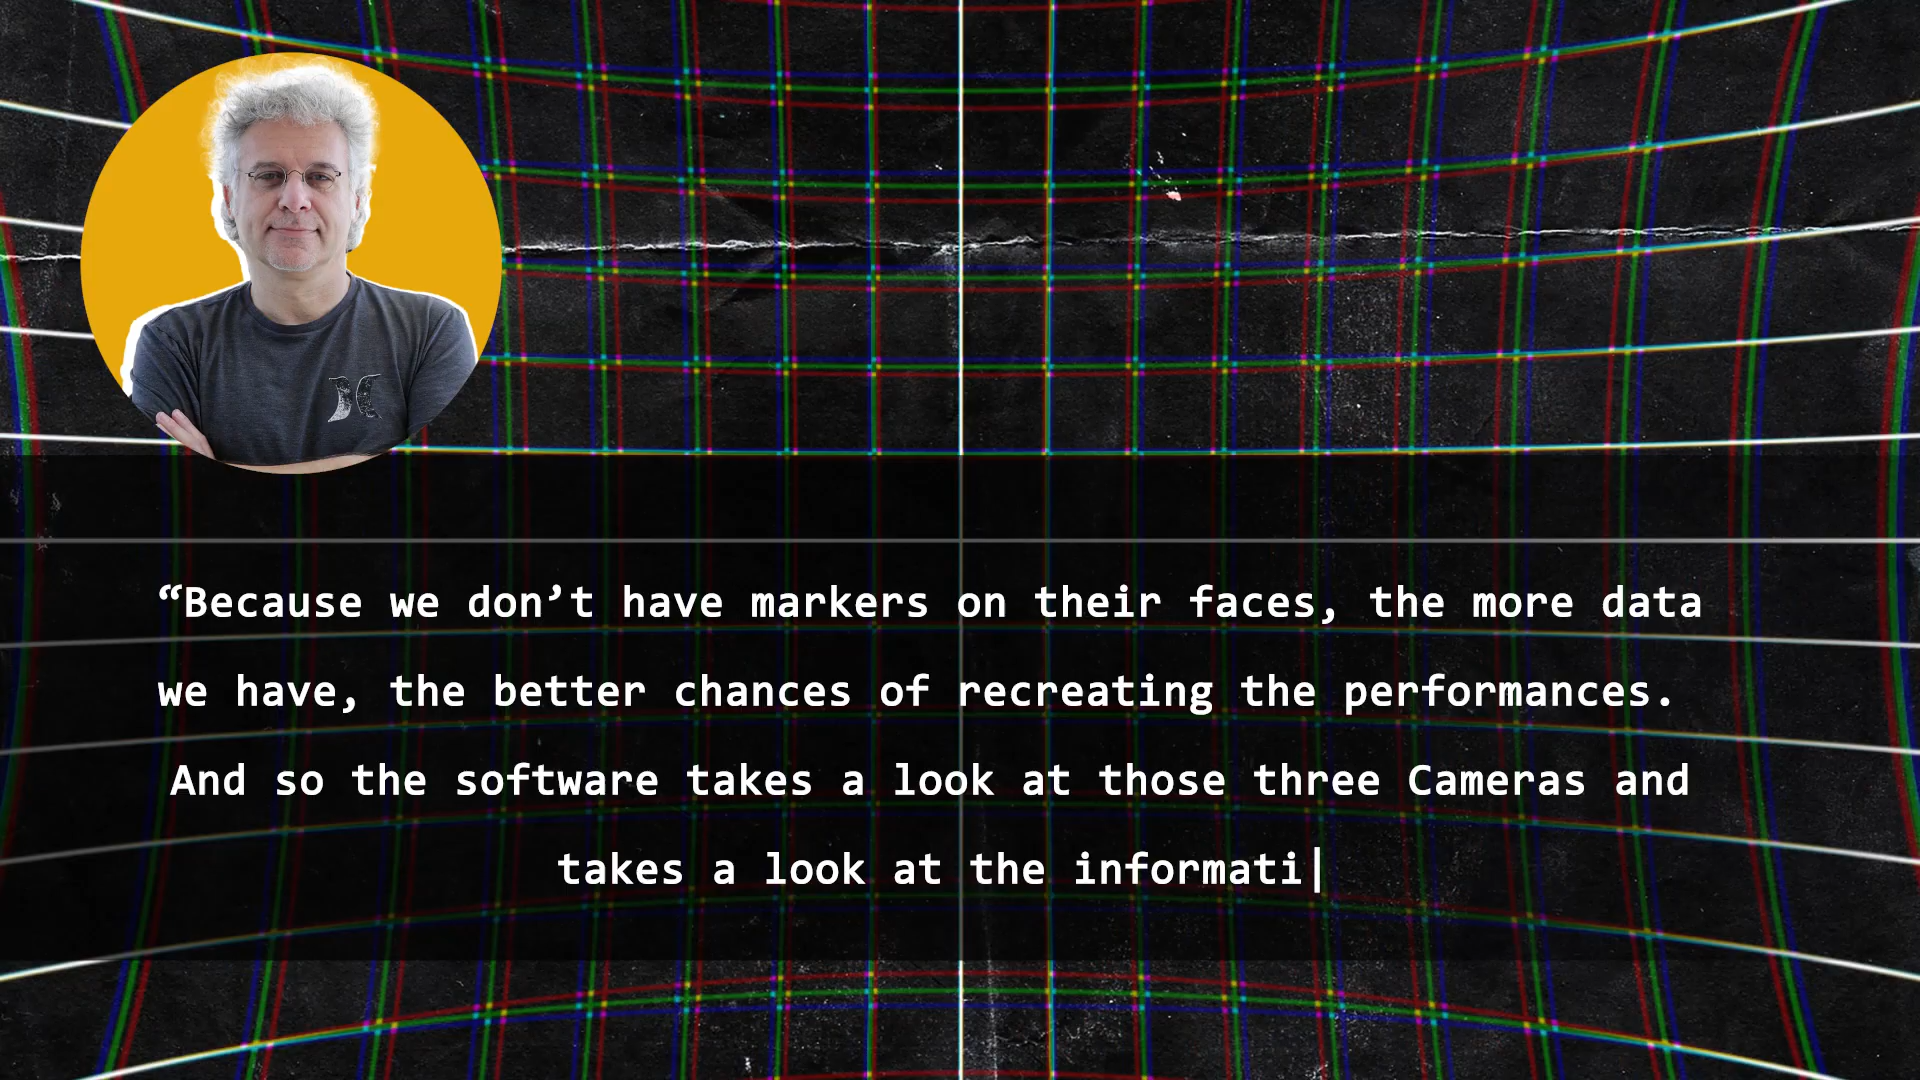 “Because we don’t have markers on their faces, the more data
we have, the better chances of recreating the performances.
And so the software takes a look at those three Cameras and
takes a look at the informati|